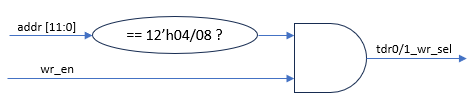 addr [11:0]
== 12’h04/08 ?
tdr0/1_wr_sel
wr_en